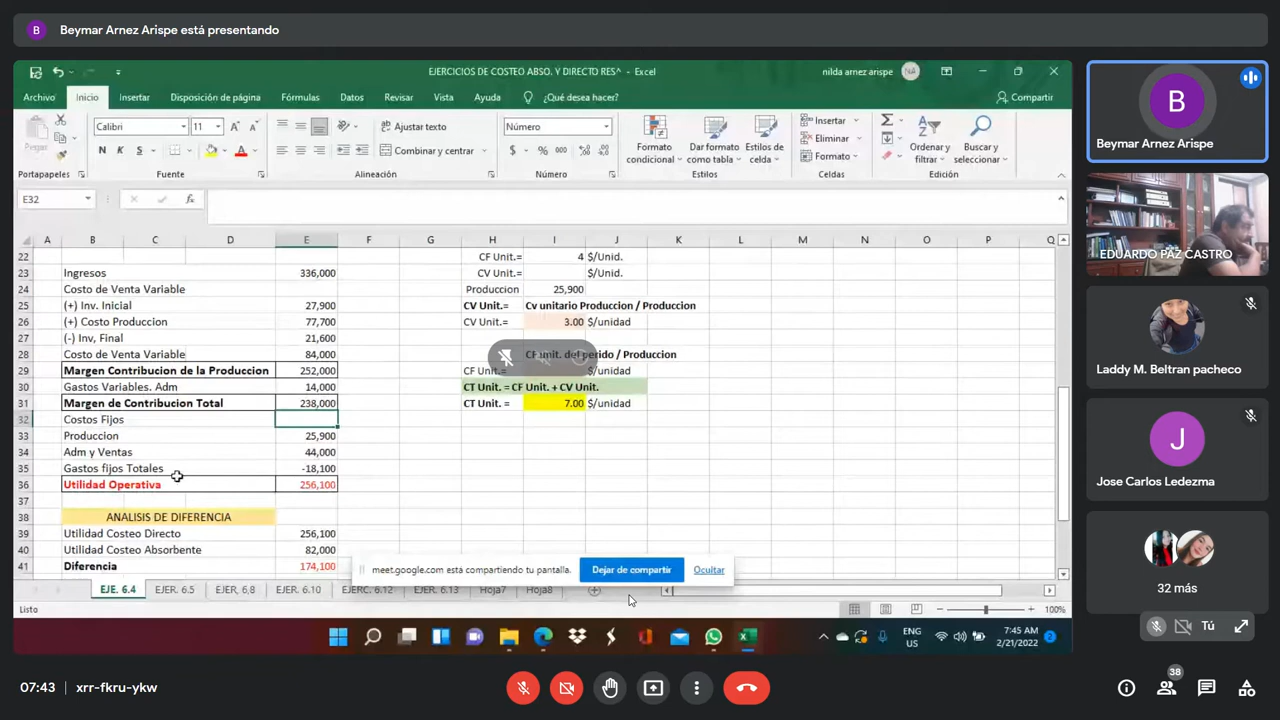 B Beymar Arnez Arispe está presentando
EJERCICIOS DE COSTEO ABSO. Y DIRECTO RES^ - Excel
nilda arnez arispe NA
Archivo Inicio Insertar Disposición de página Fórmulas Datos Revisar Vista Ayuda ¿Qué desea hacer? Compartir
Pegar
Calibri 11
N K S
Ajustar texto
Combinar y centrar
Número
$ % 000
Formato condicional
Dar formato como tabla
Estilos de celda
Insertar
Eliminar
Formato
Ordenar y filtrar
Buscar y seleccionar
Portapapeles Fuente Alineación Número Estilos Celdas Edición
E32
fx
A B C D E F G H I J K L M N O P Q
22 CF Unit.= 4 $/Unid.
23 Ingresos 336,000 CV Unit.= $/Unid.
24 Costo de Venta Variable Produccion 25,900
25 (+) Inv. Inicial 27,900 CV Unit.= Cv unitario Produccion / Produccion
26 (+) Costo Produccion 77,700 CV Unit.= 3.00 $/unidad
27 (-) Inv, Final 21,600
28 Costo de Venta Variable 84,000 CF unit. del perido / Produccion
29 Margen Contribucion de la Produccion 252,000 CF Unit.= $/unidad
30 Gastos Variables. Adm 14,000 CT Unit. = CF Unit. + CV Unit.
31 Margen de Contribucion Total 238,000 CT Unit. = 7.00 $/unidad
32 Costos Fijos
33 Produccion 25,900
34 Adm y Ventas 44,000
35 Gastos fijos Totales -18,100
36 Utilidad Operativa 256,100
37
38 ANALISIS DE DIFERENCIA
39 Utilidad Costeo Directo 256,100
40 Utilidad Costeo Absorbente 82,000
41 Diferencia 174,100
meet.google.com está compartiendo tu pantalla. Dejar de compartir Ocultar
EJE. 6.4 EJER. 6.5 EJER, 6,8 EJER. 6.10 EJERC. 6.12 EJER. 6.13 Hoja7 Hoja8
Listo 100%
ENG
US
7:45 AM
2/21/2022
2
B
Beymar Arnez Arispe
EDUARDO PAZ CASTRO
Laddy M. Beltran pacheco
J
Jose Carlos Ledezma
32 más
Tú
07:43 xrr-fkru-ykw
38